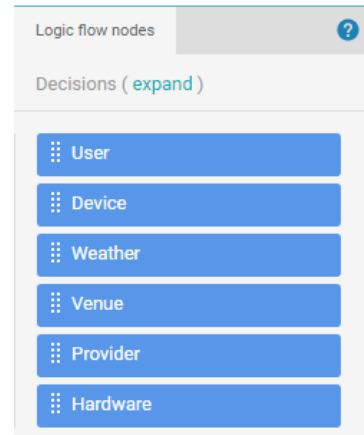 Logic flow nodes
?
Decisions ( expand )
User
Device
Weather
Venue
Provider
Hardware